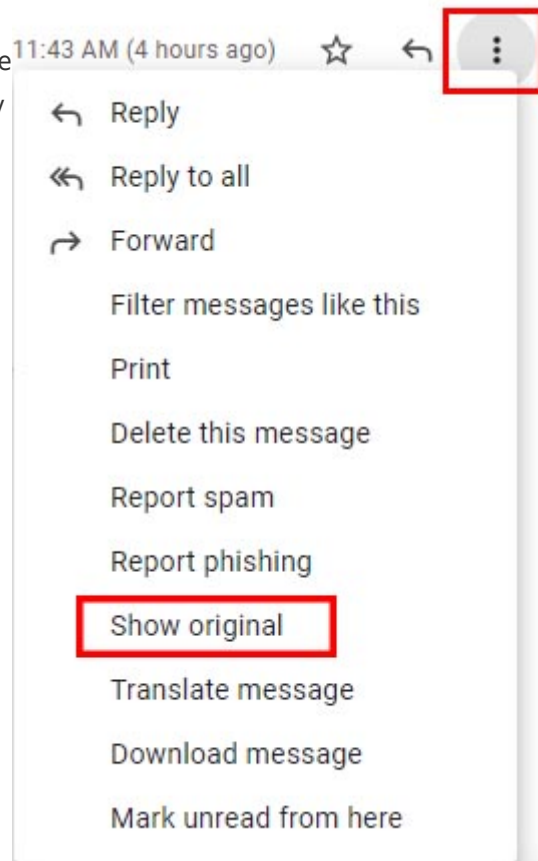 11:43 AM (4 hours ago)
Reply
Reply to all
Forward
Filter messages like this
Print
Delete this message
Report spam
Report phishing
Show original
Translate message
Download message
Mark unread from here